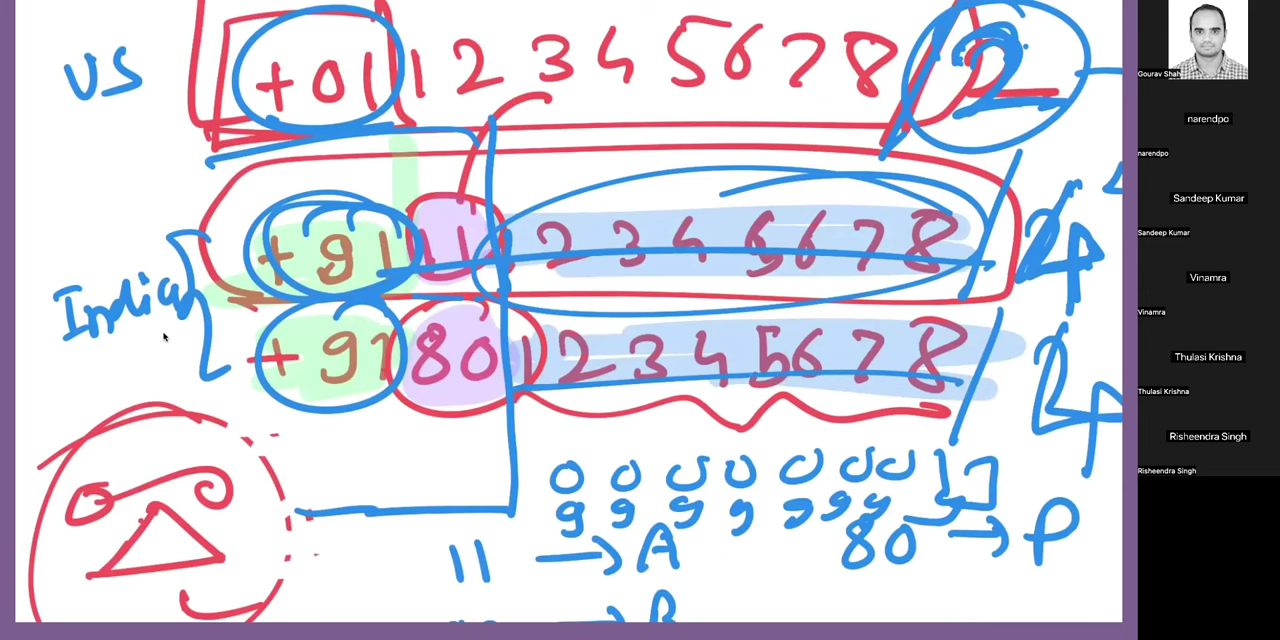 US +01 1 2 3 4 5 6 7 8 2
India
+91 11 1 2 3 4 5 6 7 8
+91 80 1 2 3 4 5 6 7 8
0 0 0 0 0 0 0
9 9 9 9 9 9 9
11 → A
80 → P
→ B
Gourav Shah
narendpo
narendpo
Sandeep Kumar
Sandeep Kumar
Vinamra
Vinamra
Thulasi Krishna
Thulasi Krishna
Risheendra Singh
Risheendra Singh